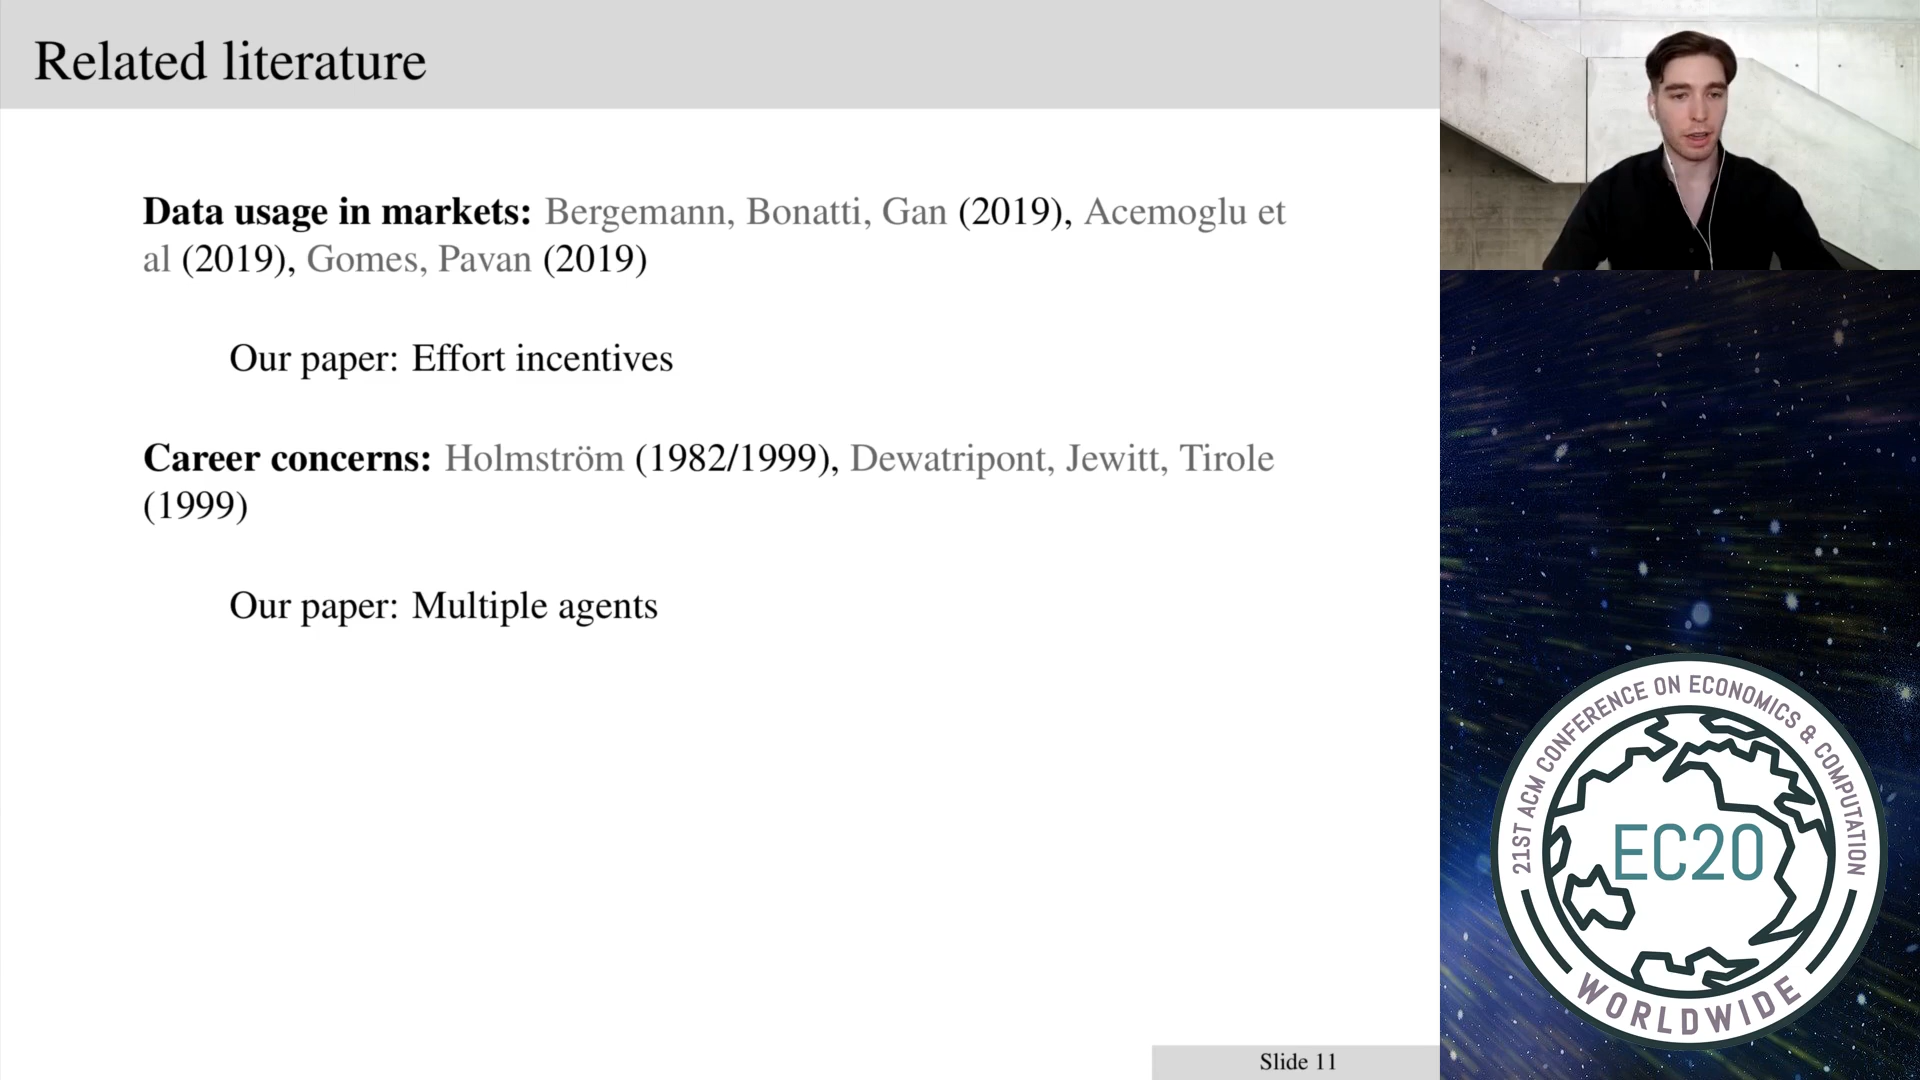 Related literature
Data usage in markets: Bergemann, Bonatti, Gan (2019), Acemoglu et
al (2019), Gomes, Pavan (2019)
Our paper: Effort incentives
Career concerns: Holmström (1982/1999), Dewatripont, Jewitt, Tirole
(1999)
Our paper: Multiple agents
Slide 11
21ST ACM CONFERENCE ON ECONOMICS & COMPUTATION
EC20
WORLDWIDE